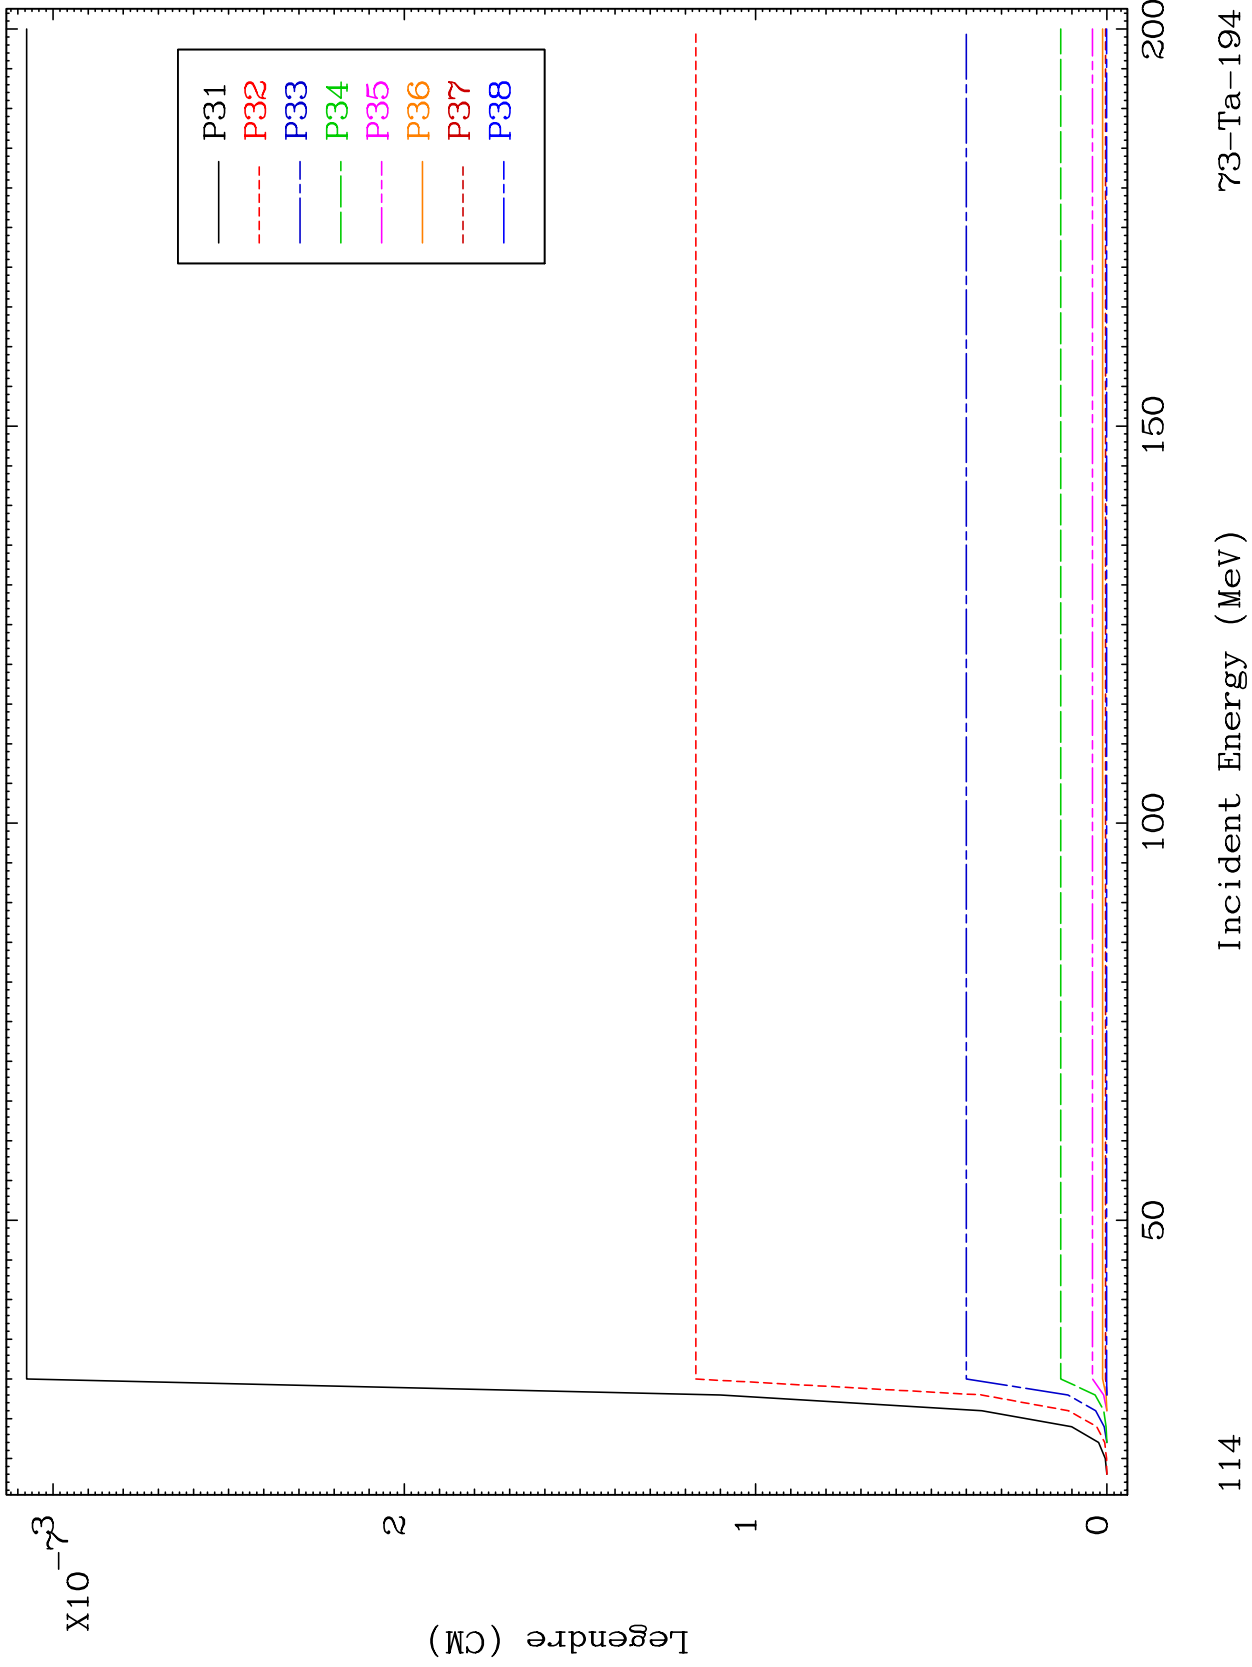 X10⁻⁷
3
2
1
0
Legendre (CM)
P31
P32
P33
P34
P35
P36
P37
P38
50 100 150 200
114 Incident Energy (MeV) 73-Ta-194